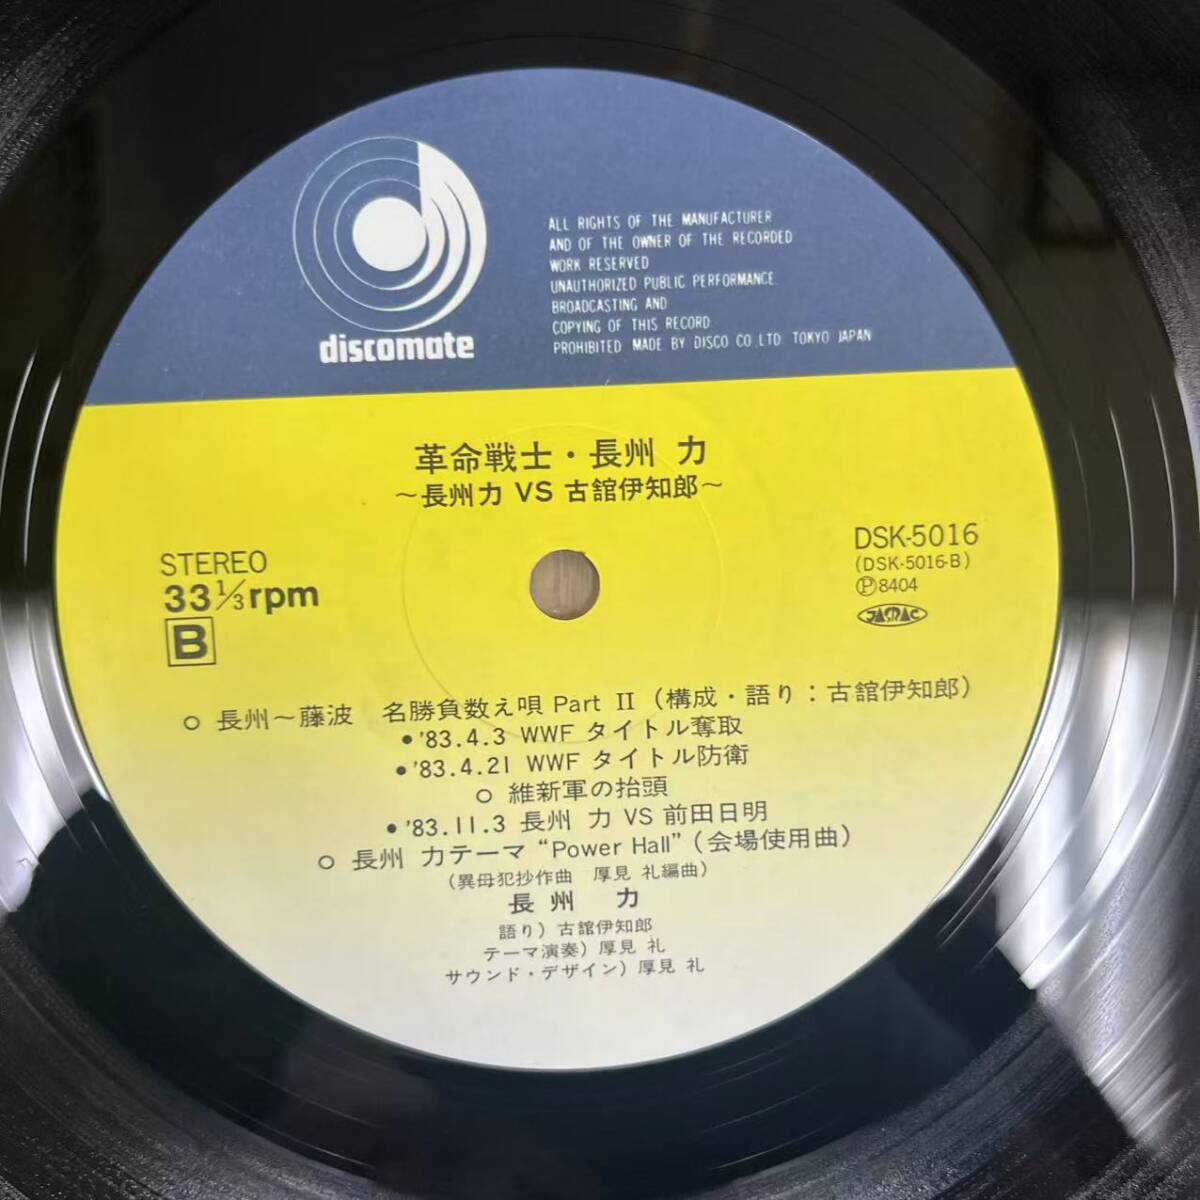 discomate
ALL RIGHTS OF THE MANUFACTURER
AND OF THE OWNER OF THE RECORDED
WORK RESERVED
UNAUTHORIZED PUBLIC PERFORMANCE
BROADCASTING AND
COPYING OF THIS RECORD
PROHIBITED MADE BY DISCO CO LTD TOKYO JAPAN
革命戦士・長州 力
～長州力 VS 古舘伊知郎～
STEREO
33⅓rpm
B
DSK-5016
(DSK-5016-B)
Ⓟ8404
JASRAC
○ 長州～藤波 名勝負数え唄 Part II (構成・語り：古舘伊知郎)
•'83.4.3 WWF タイトル奪取
•'83.4.21 WWF タイトル防衛
○ 維新軍の抬頭
•'83.11.3 長州 力 VS 前田日明
○ 長州 力テーマ “Power Hall” (会場使用曲)
(異母犯抄作曲 厚見 礼編曲)
長州 力
語り) 古舘伊知郎
テーマ演奏) 厚見 礼
サウンド・デザイン) 厚見 礼